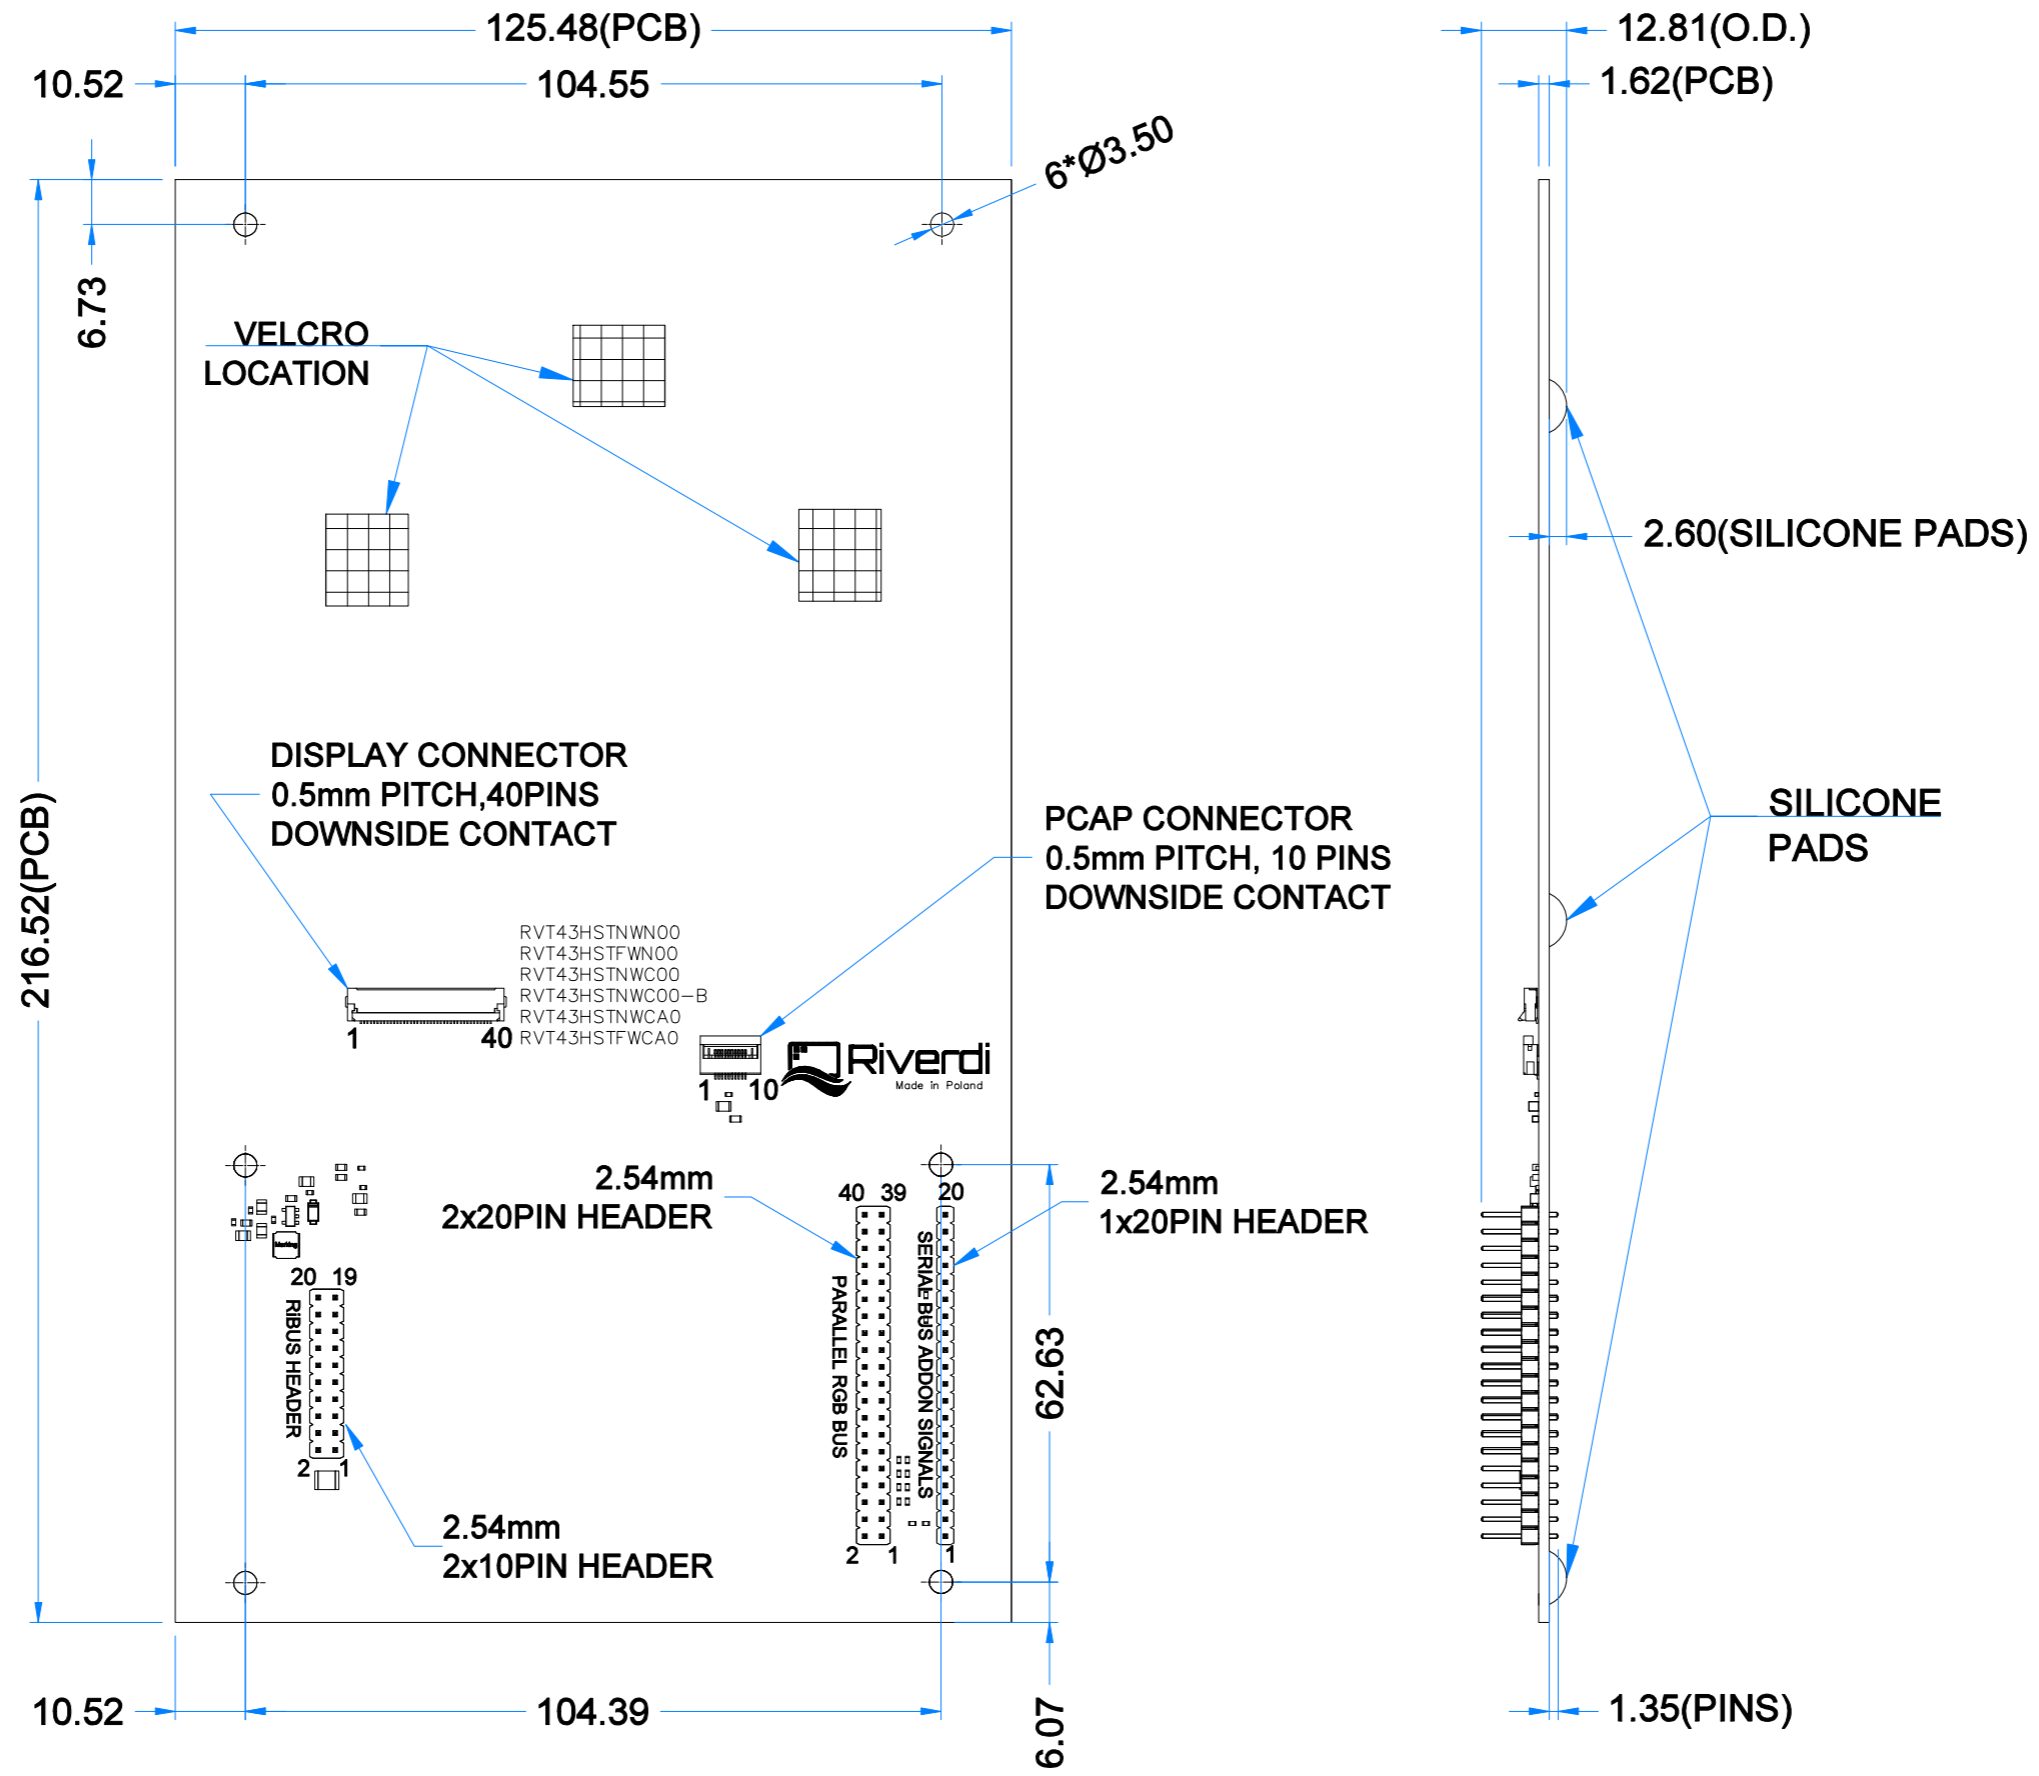 125.48(PCB)
12.81(O.D.)
10.52
104.55
1.62(PCB)
6*Ø3.50
6.73
VELCRO
LOCATION
2.60(SILICONE PADS)
DISPLAY CONNECTOR
0.5mm PITCH,40PINS
DOWNSIDE CONTACT
PCAP CONNECTOR
0.5mm PITCH, 10 PINS
DOWNSIDE CONTACT
SILICONE
PADS
216.52(PCB)
RVT43HSTNWN00
RVT43HSTFWN00
RVT43HSTNWC00
RVT43HSTNWC00-B
RVT43HSTNWCA0
RVT43HSTFWCA0
1
40
1
10
Riverdi
Made in Poland
2.54mm
2x20PIN HEADER
40
39
20
2.54mm
1x20PIN HEADER
Marking
20
19
RiBUS HEADER
PARALLEL RGB BUS
SERIAL BUS ADDON SIGNALS
62.63
2
1
2.54mm
2x10PIN HEADER
2
1
1
10.52
104.39
6.07
1.35(PINS)